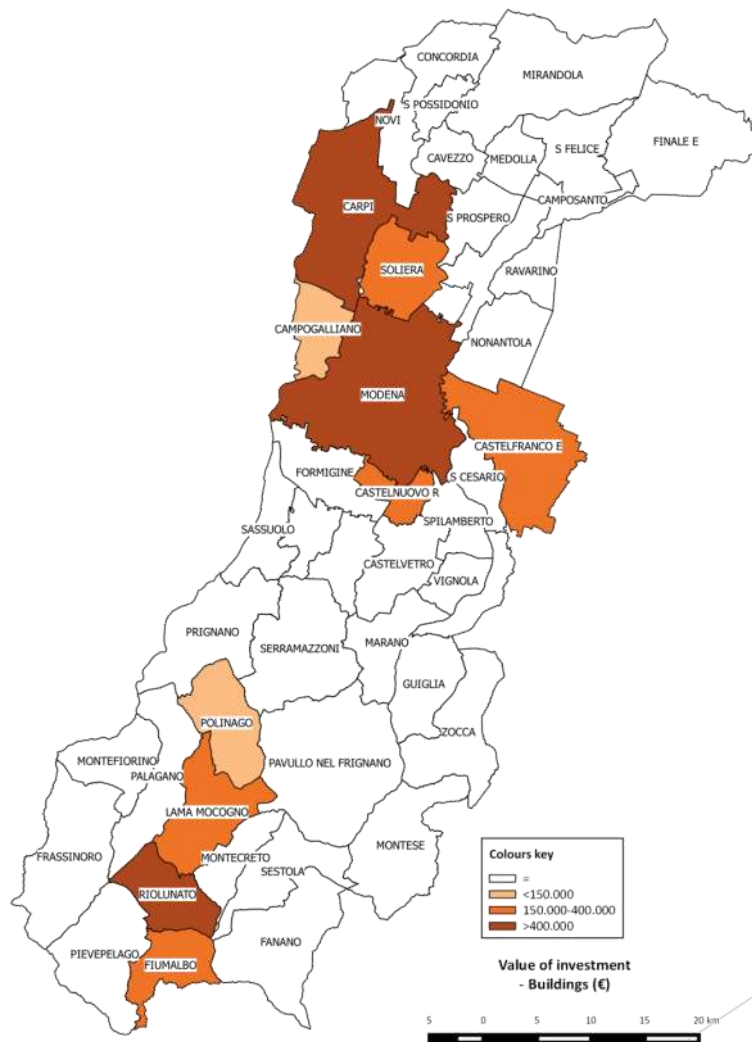 CONCORDIA
MIRANDOLA
S POSSIDONIO
NOVI
FINALE E
S FELICE
CAVEZZO
MEDOLLA
CAMPOSANTO
CARPI
S PROSPERO
SOLIERA
RAVARINO
CAMPOGALLIANO
NONANTOLA
MODENA
CASTELFRANCO E
FORMIGINE
S CESARIO
CASTELNUOVO R
SPILAMBERTO
SASSUOLO
CASTELVETRO
VIGNOLA
PRIGNANO
MARANO
SERRAMAZZONI
GUIGLIA
POLINAGO
ZOCCA
MONTEFIORINO
PAVULLO NEL FRIGNANO
PALAGANO
LAMA MOCOGNO
MONTESE
FRASSINORO
MONTECRETO
SESTOLA
RIOLUNATO
FANANO
PIEVEPELAGO
FIUMALBO
Colours key
=
<150.000
150.000-400.000
>400.000
Value of investment
- Buildings (€)
5 0 5 10 15 20 km